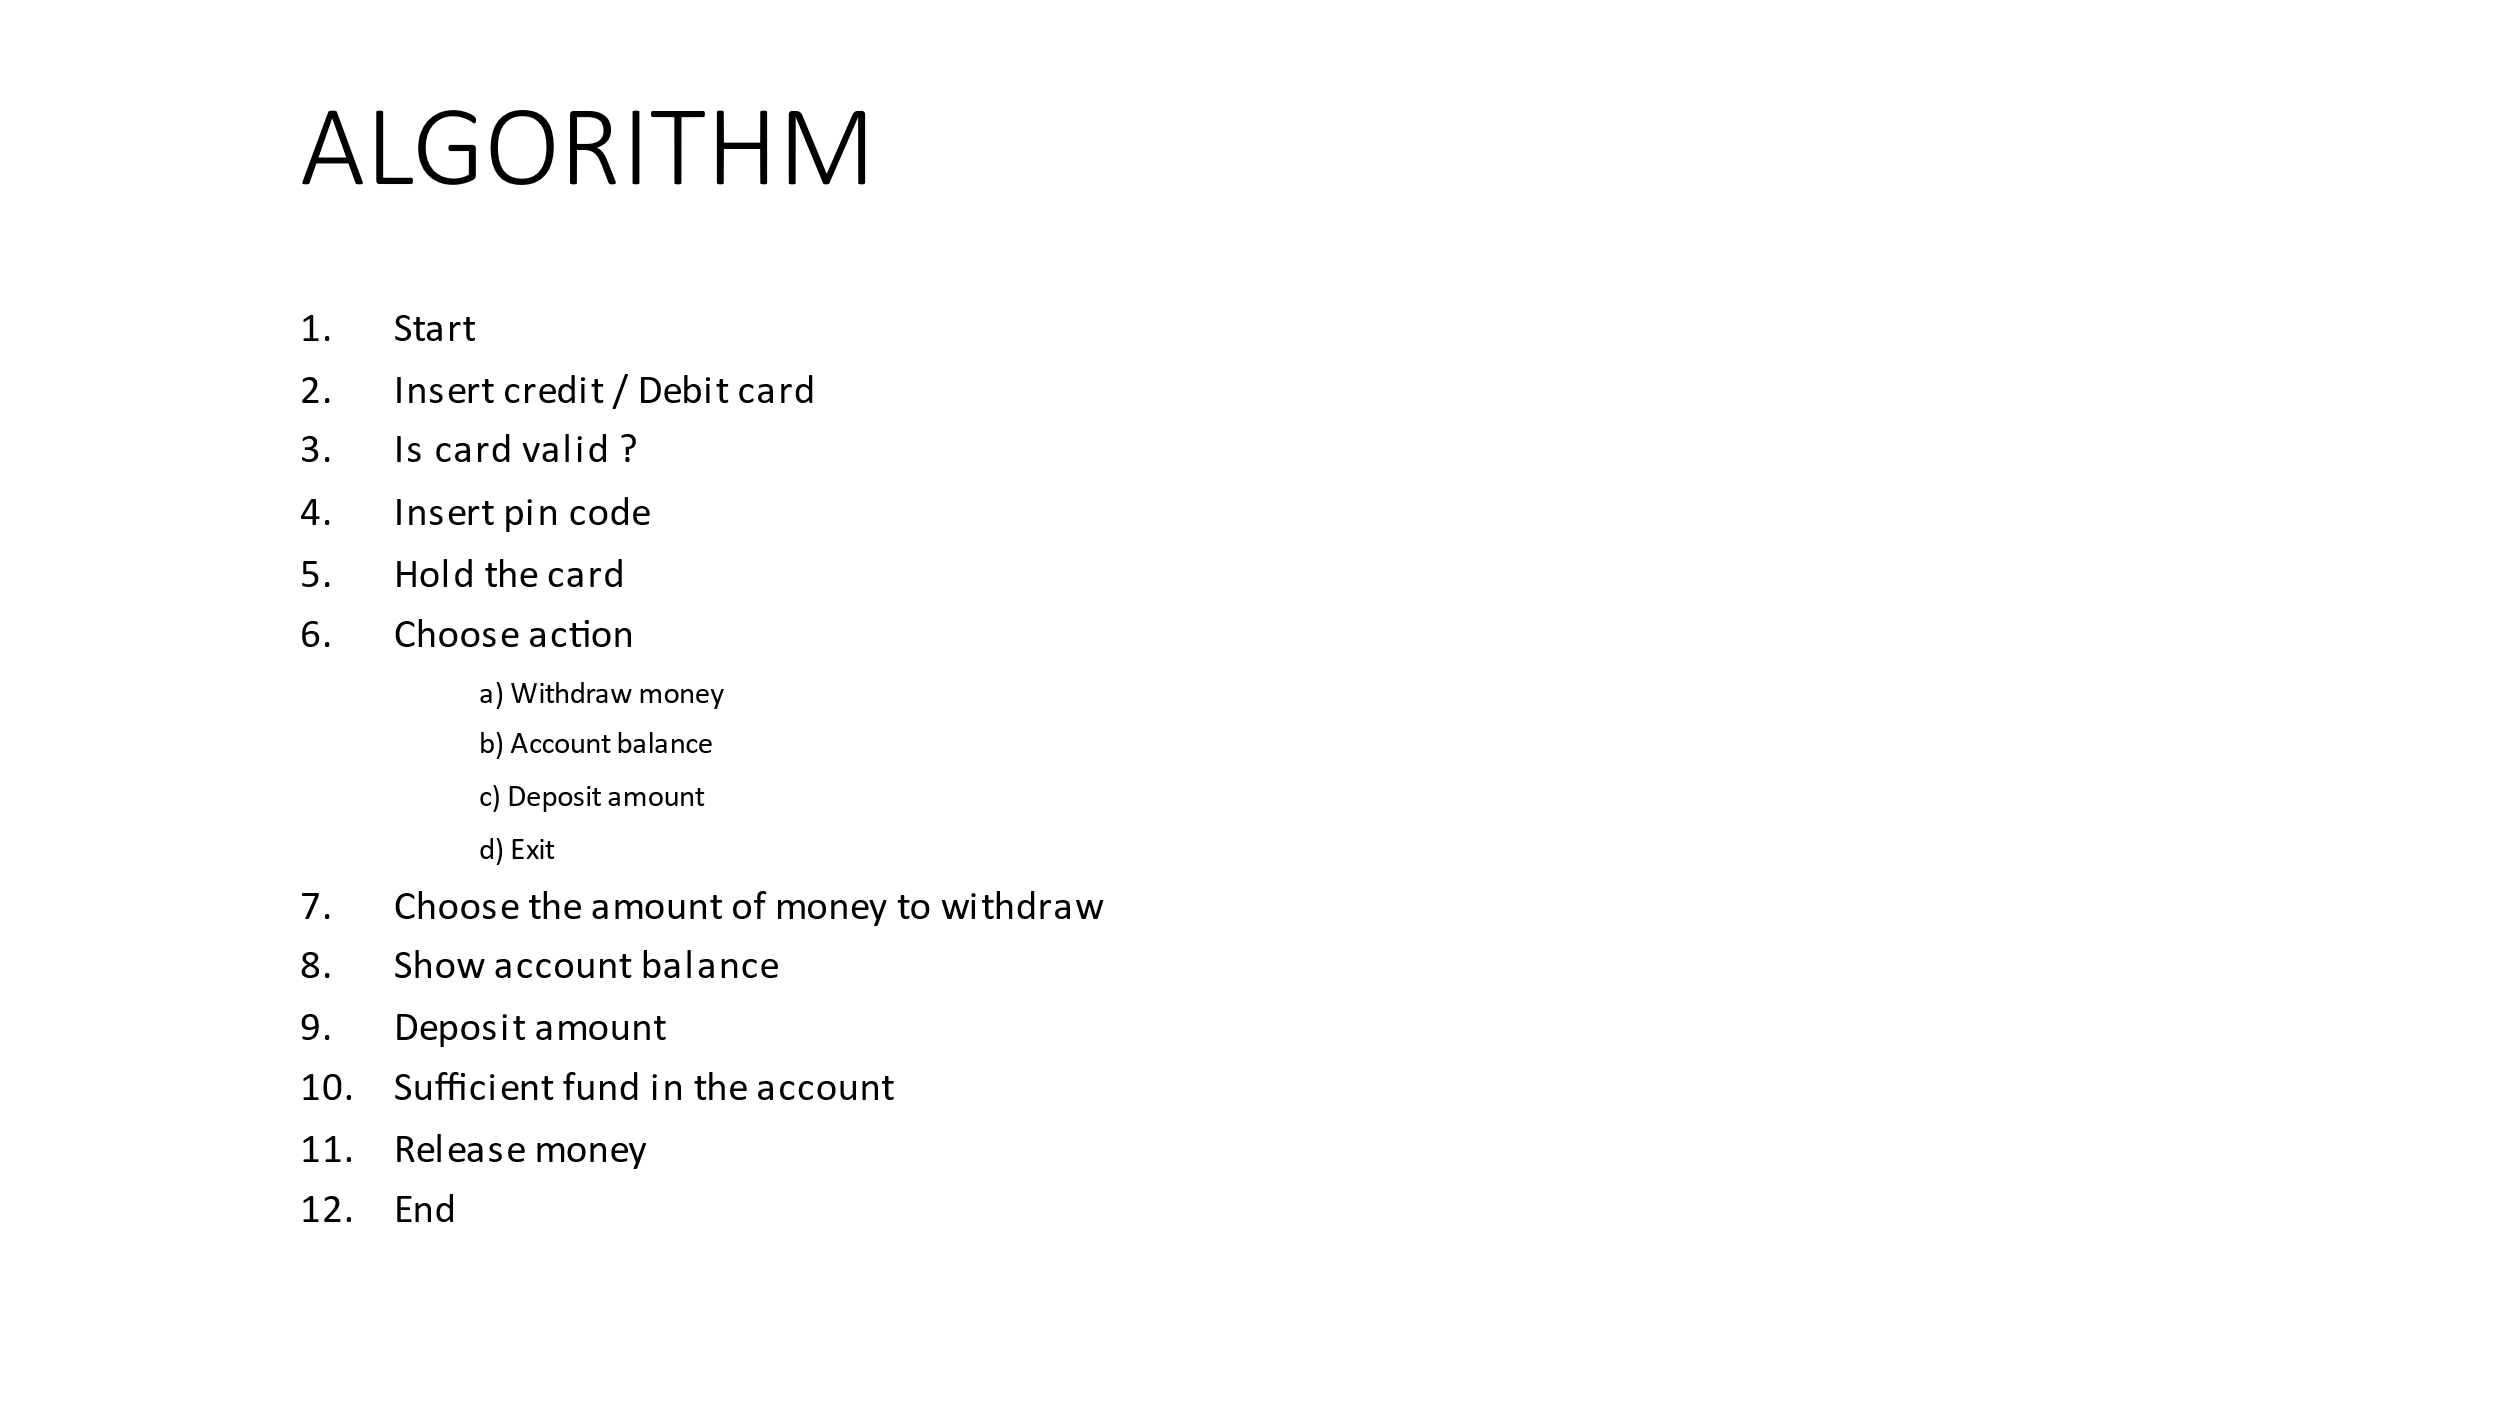 ALGORITHM
1. Start
2. Insert credit / Debit card
3. Is card valid ?
4. Insert pin code
5. Hold the card
6. Choose action
a) Withdraw money
b) Account balance
c) Deposit amount
d) Exit
7. Choose the amount of money to withdraw
8. Show account balance
9. Deposit amount
10. Sufficient fund in the account
11. Release money
12. End